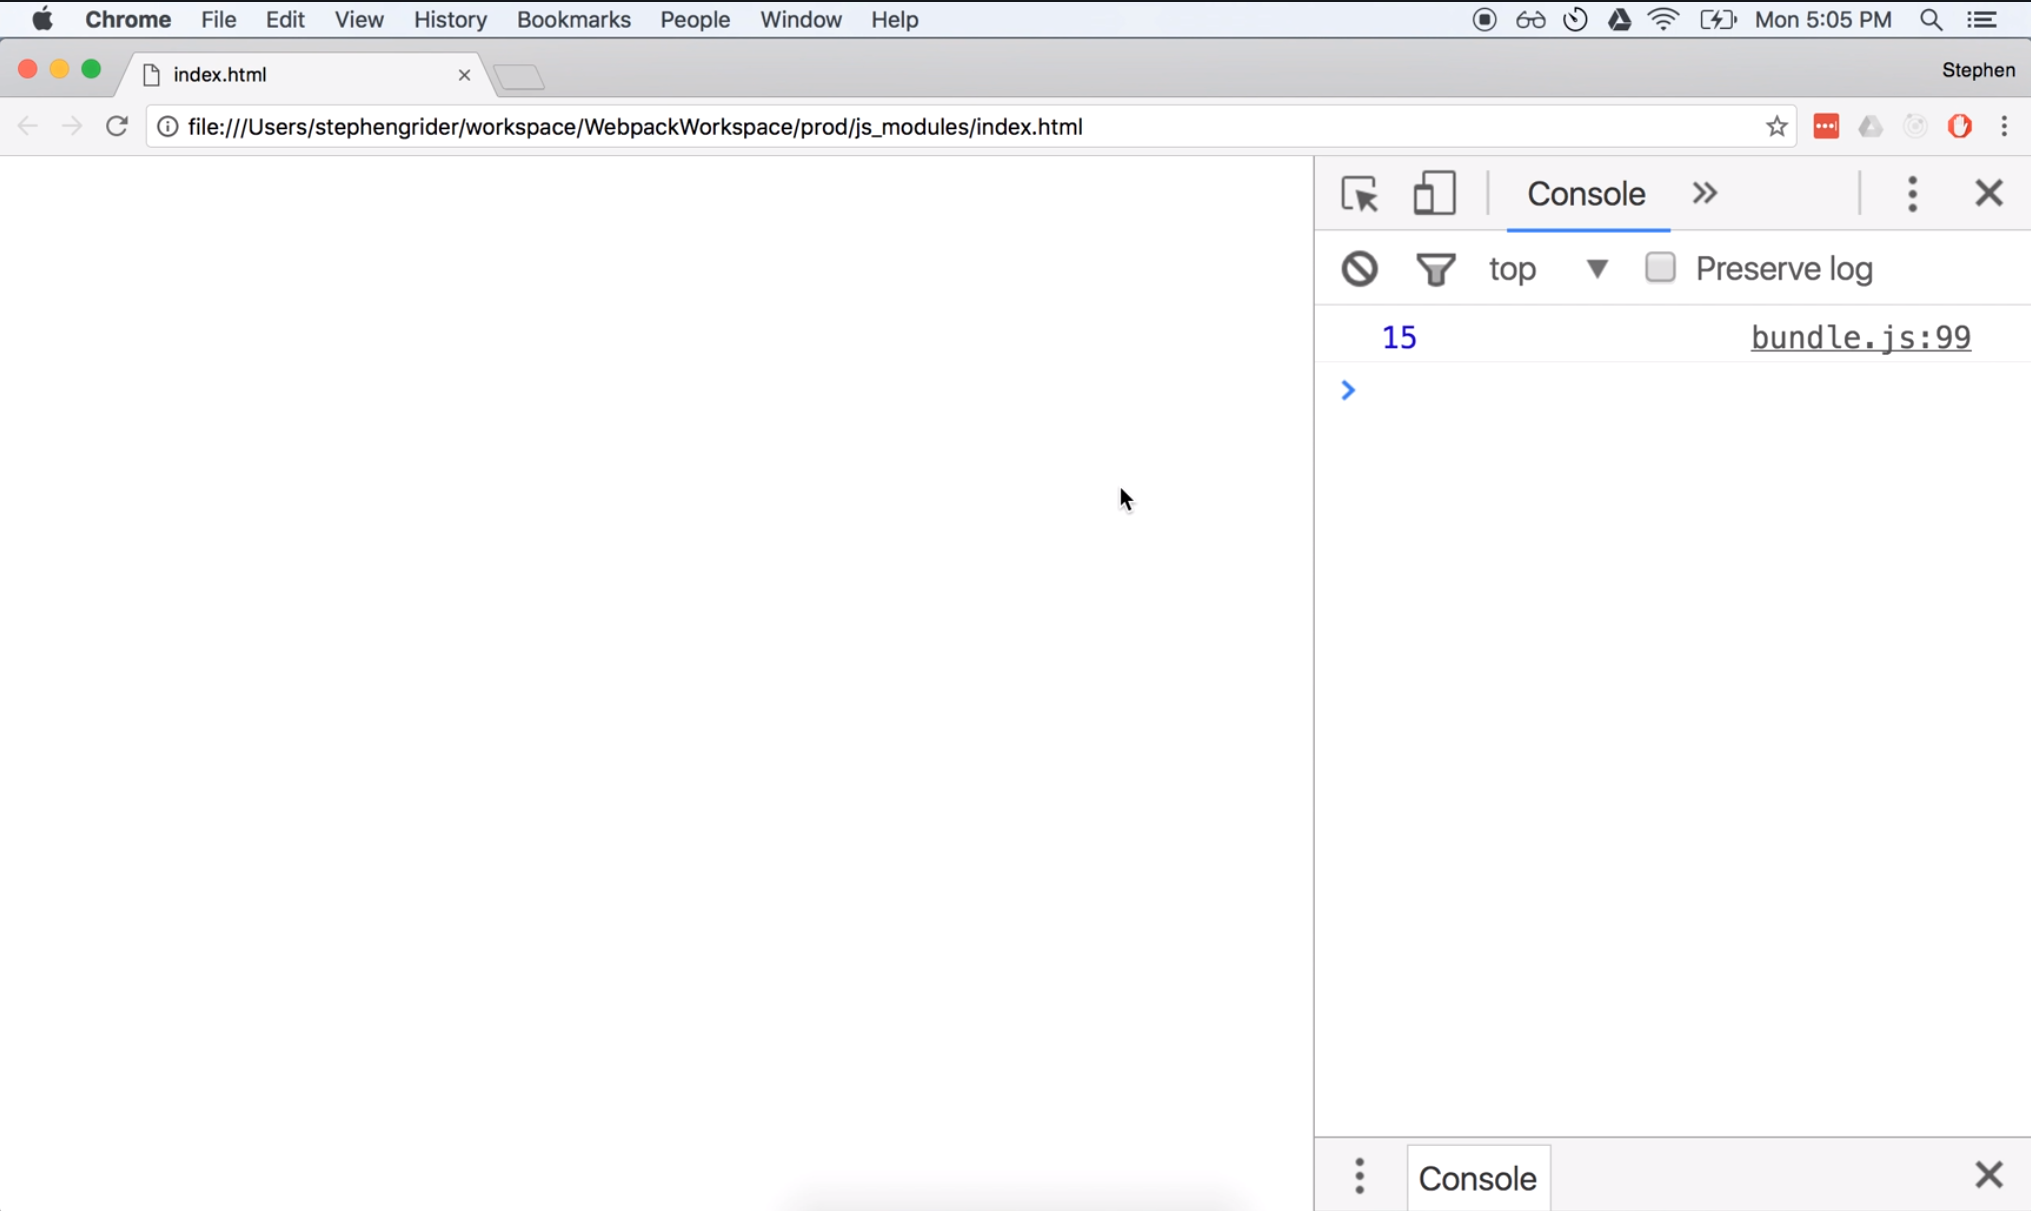 Chrome File Edit View History Bookmarks People Window Help Mon 5:05 PM
index.html Stephen
file:///Users/stephengrider/workspace/WebpackWorkspace/prod/js_modules/index.html
Console
top Preserve log
15 bundle.js:99
Console